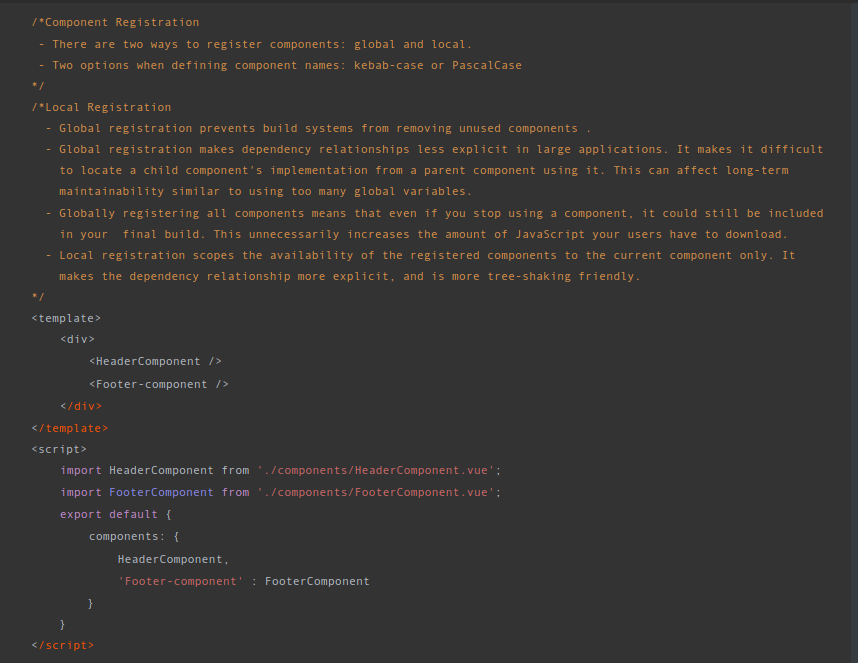 /*Component Registration
- There are two ways to register components: global and local.
- Two options when defining component names: kebab-case or PascalCase
*/
/*Local Registration
- Global registration prevents build systems from removing unused components .
- Global registration makes dependency relationships less explicit in large applications. It makes it difficult
to locate a child component's implementation from a parent component using it. This can affect long-term
maintainability similar to using too many global variables.
- Globally registering all components means that even if you stop using a component, it could still be included
in your  final build. This unnecessarily increases the amount of JavaScript your users have to download.
- Local registration scopes the availability of the registered components to the current component only. It
makes the dependency relationship more explicit, and is more tree-shaking friendly.
*/
<template>
<div>
<HeaderComponent />
<Footer-component />
</div>
</template>
<script>
import HeaderComponent from './components/HeaderComponent.vue';
import FooterComponent from './components/FooterComponent.vue';
export default {
components: {
HeaderComponent,
'Footer-component' : FooterComponent
}
}
</script>